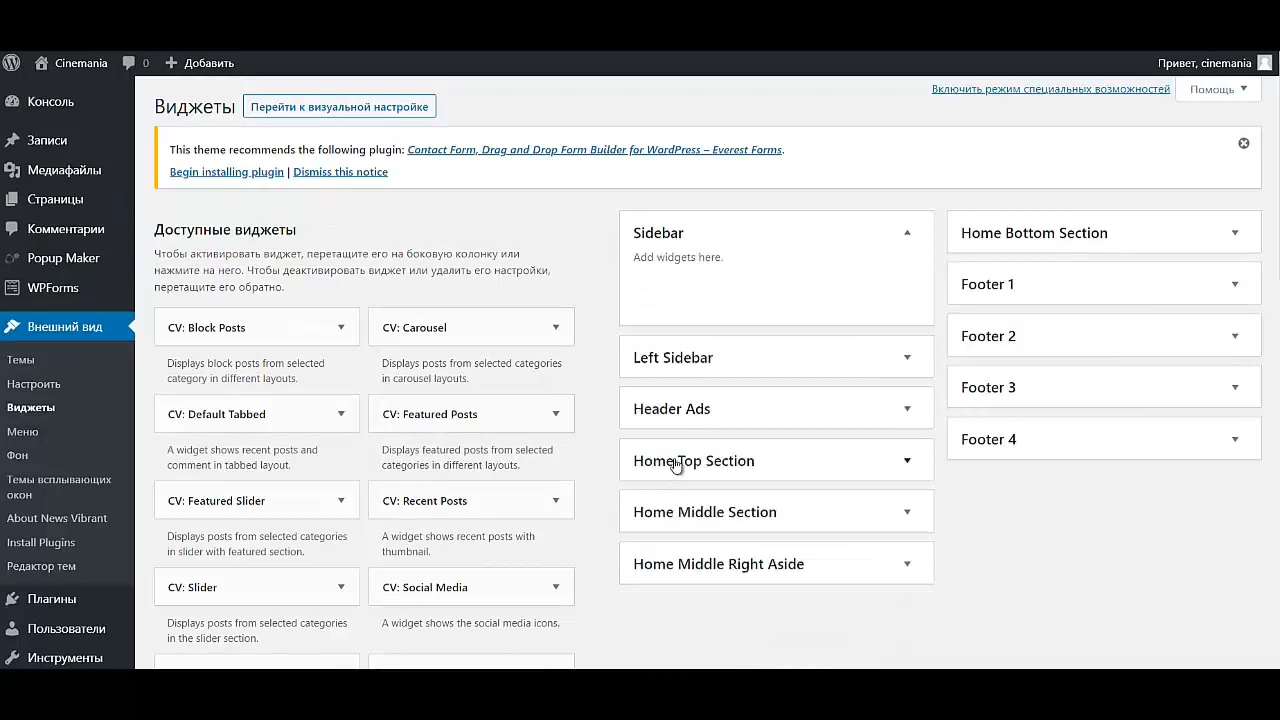 Cinemania
0
Добавить
Привет, cinemania
Консоль
Записи
Медиафайлы
Страницы
Комментарии
Popup Maker
WPForms
Внешний вид
Темы
Настроить
Виджеты
Меню
Фон
Темы всплывающих
окон
About News Vibrant
Install Plugins
Редактор тем
Плагины
Пользователи
Инструменты
Включить режим специальных возможностей
Помощь
Виджеты
Перейти к визуальной настройке
This theme recommends the following plugin: Contact Form, Drag and Drop Form Builder for WordPress – Everest Forms.
Begin installing plugin | Dismiss this notice
Доступные виджеты
Чтобы активировать виджет, перетащите его на боковую колонку или
нажмите на него. Чтобы деактивировать виджет или удалить его настройки,
перетащите его обратно.
CV: Block Posts
Displays block posts from selected
category in different layouts.
CV: Carousel
Displays posts from selected categories
in carousel layouts.
CV: Default Tabbed
A widget shows recent posts and
comment in tabbed layout.
CV: Featured Posts
Displays featured posts from selected
categories in different layouts.
CV: Featured Slider
Displays posts from selected categories
in slider with featured section.
CV: Recent Posts
A widget shows recent posts with
thumbnail.
CV: Slider
Displays posts from selected categories
in the slider section.
CV: Social Media
A widget shows the social media icons.
Sidebar
Add widgets here.
Left Sidebar
Header Ads
Home Top Section
Home Middle Section
Home Middle Right Aside
Home Bottom Section
Footer 1
Footer 2
Footer 3
Footer 4